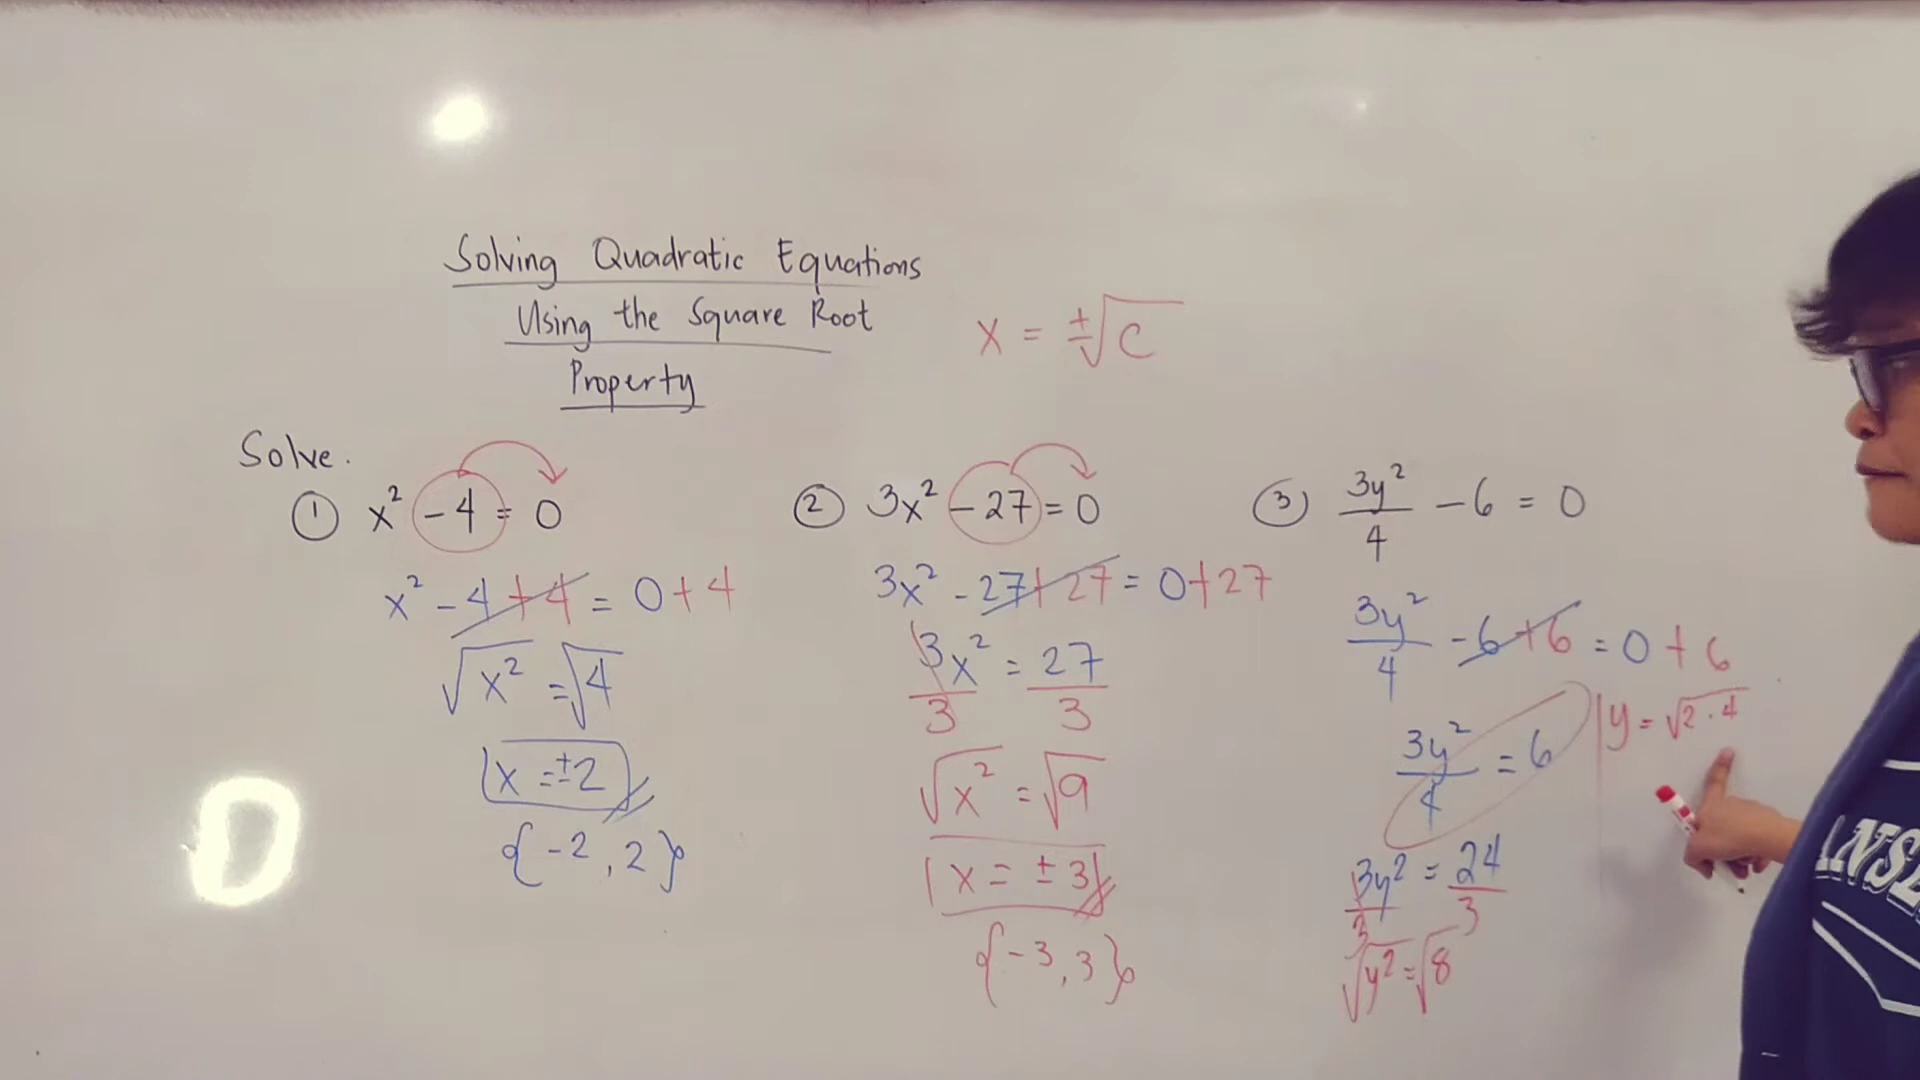 Solving Quadratic Equations
Using the Square Root
Property
x = ±√c
Solve.
① x² - 4 = 0
x² - 4 + 4 = 0 + 4
√x² = √4
x = ±2
{-2, 2}
② 3x² - 27 = 0
3x² - 27 + 27 = 0 + 27
3x²/3 = 27/3
√x² = √9
x = ±3
{-3, 3}
③ 3y²/4 - 6 = 0
3y²/4 - 6 + 6 = 0 + 6
3y²/4 = 6
3y²/3 = 24/3
√y² = √8
y = √2·4